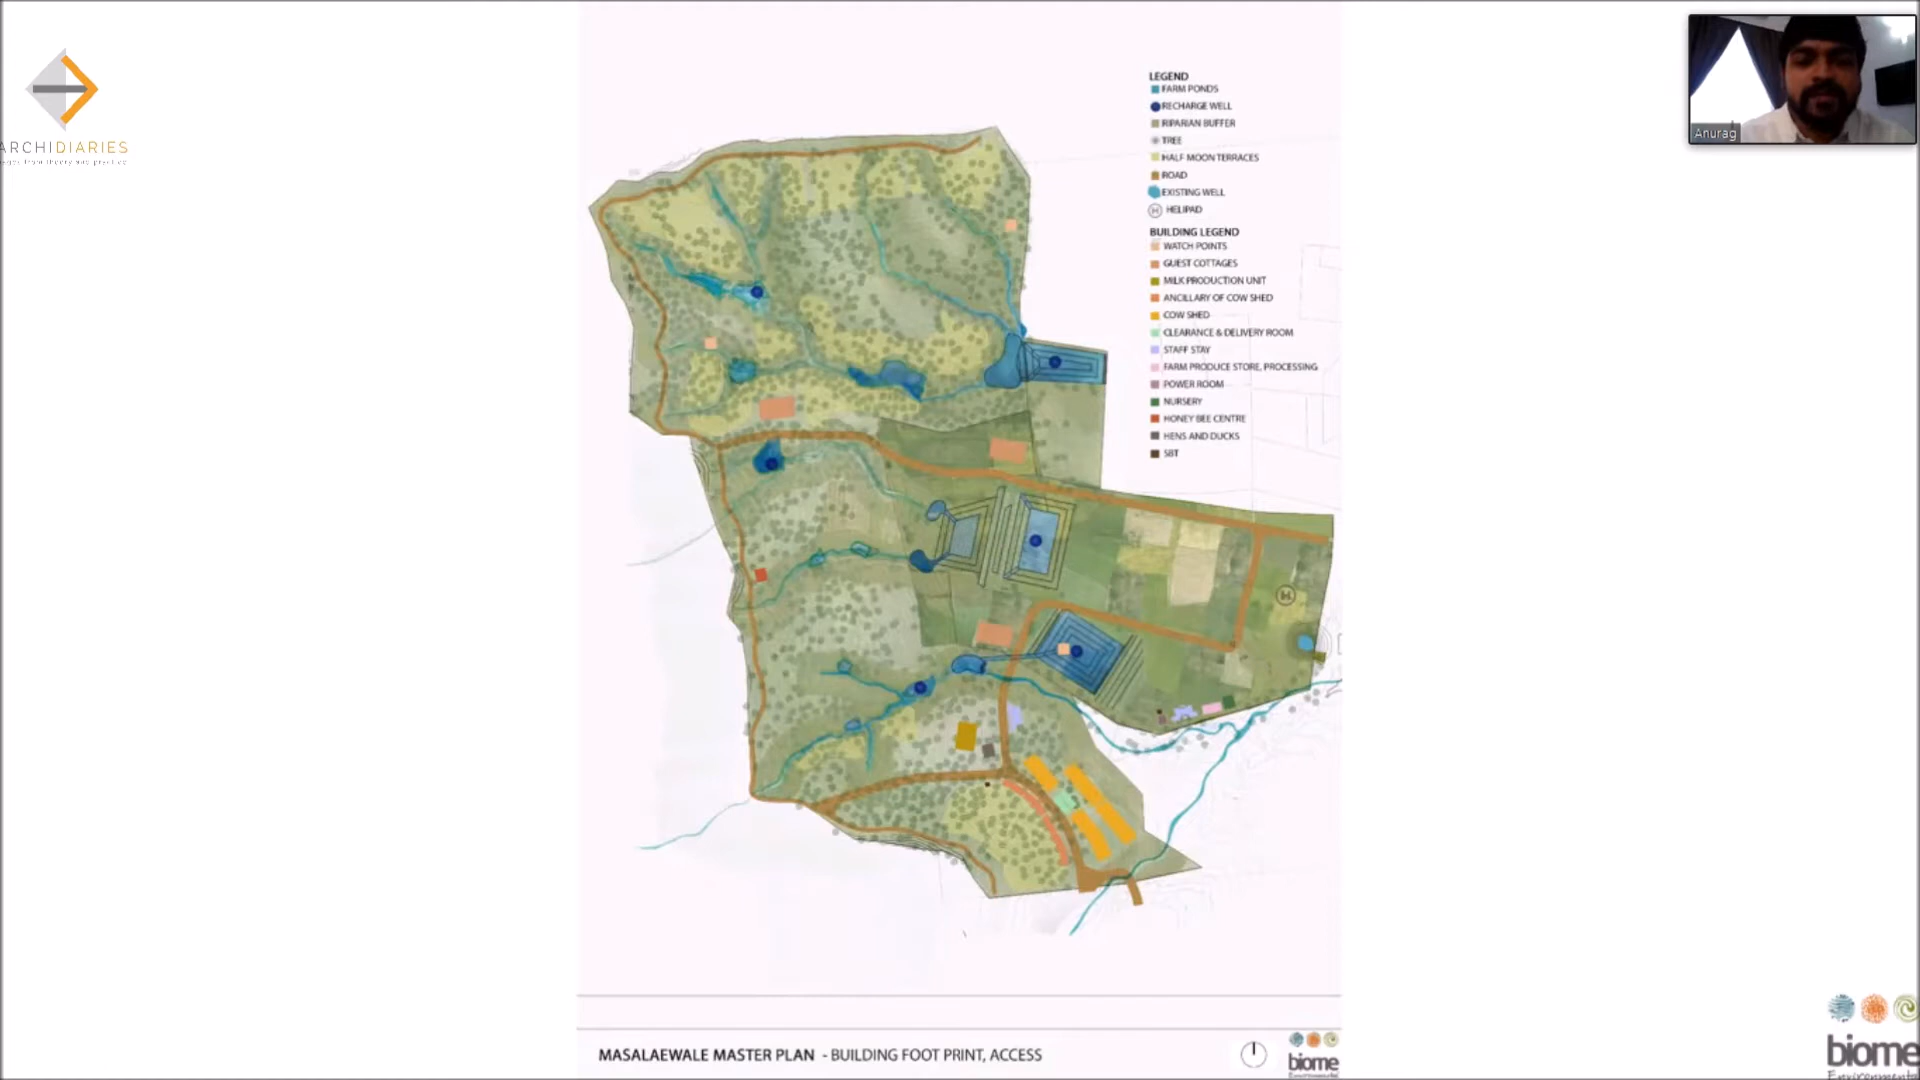 ARCHIDIARIES
Anurag
LEGEND
FARM PONDS
RECHARGE WELL
RIPARIAN BUFFER
TREE
HALF MOON TERRACES
ROAD
EXISTING WELL
H HELIPAD
BUILDING LEGEND
WATCH POINTS
GUEST COTTAGES
MILK PRODUCTION UNIT
ANCILLARY OF COW SHED
COW SHED
CLEARANCE & DELIVERY ROOM
STAFF STAY
FARM PRODUCE STORE, PROCESSING
POWER ROOM
NURSERY
HONEY BEE CENTRE
HENS AND DUCKS
SBT
H
MASALAEWALE MASTER PLAN - BUILDING FOOT PRINT, ACCESS
biome
biome
Environmental